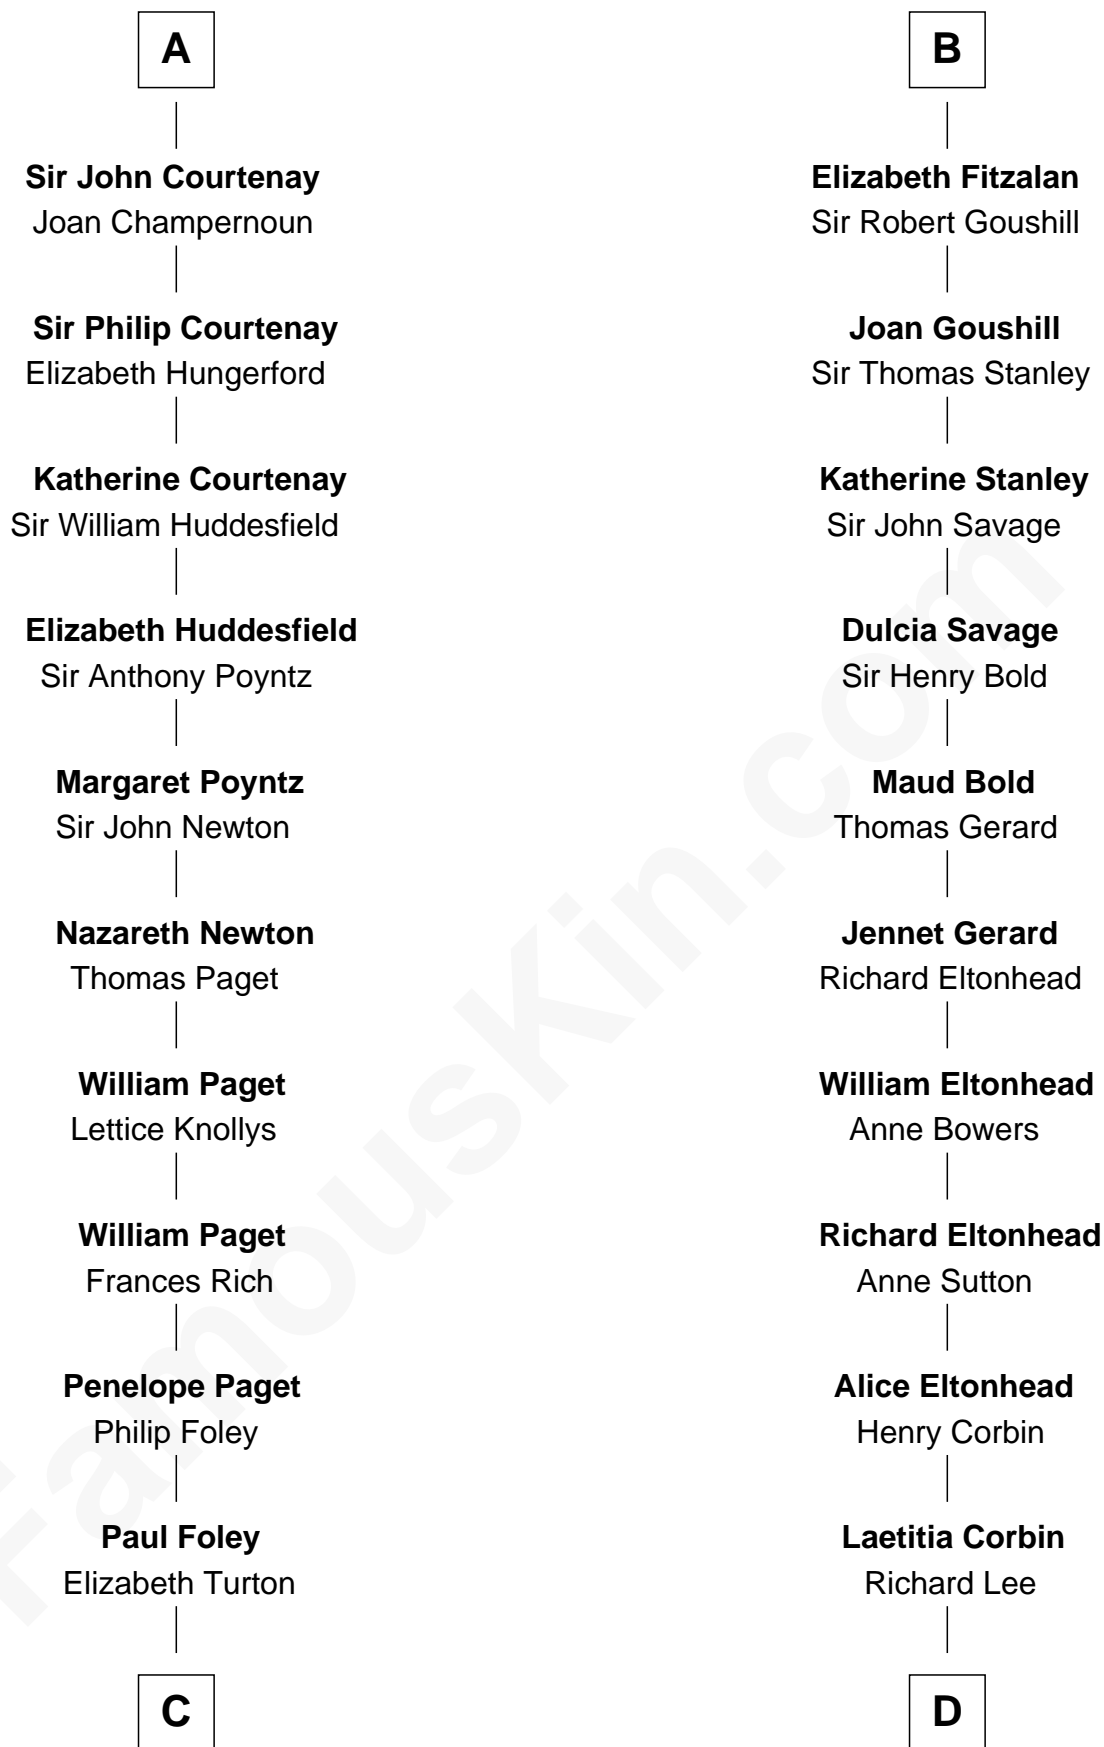 A
Sir John Courtenay
Joan Champernoun
Sir Philip Courtenay
Elizabeth Hungerford
Katherine Courtenay
Sir William Huddesfield
Elizabeth Huddesfield
Sir Anthony Poyntz
Margaret Poyntz
Sir John Newton
Nazareth Newton
Thomas Paget
William Paget
Lettice Knollys
William Paget
Frances Rich
Penelope Paget
Philip Foley
Paul Foley
Elizabeth Turton
C
B
Elizabeth Fitzalan
Sir Robert Goushill
Joan Goushill
Sir Thomas Stanley
Katherine Stanley
Sir John Savage
Dulcia Savage
Sir Henry Bold
Maud Bold
Thomas Gerard
Jennet Gerard
Richard Eltonhead
William Eltonhead
Anne Bowers
Richard Eltonhead
Anne Sutton
Alice Eltonhead
Henry Corbin
Laetitia Corbin
Richard Lee
D
FamousKin.com